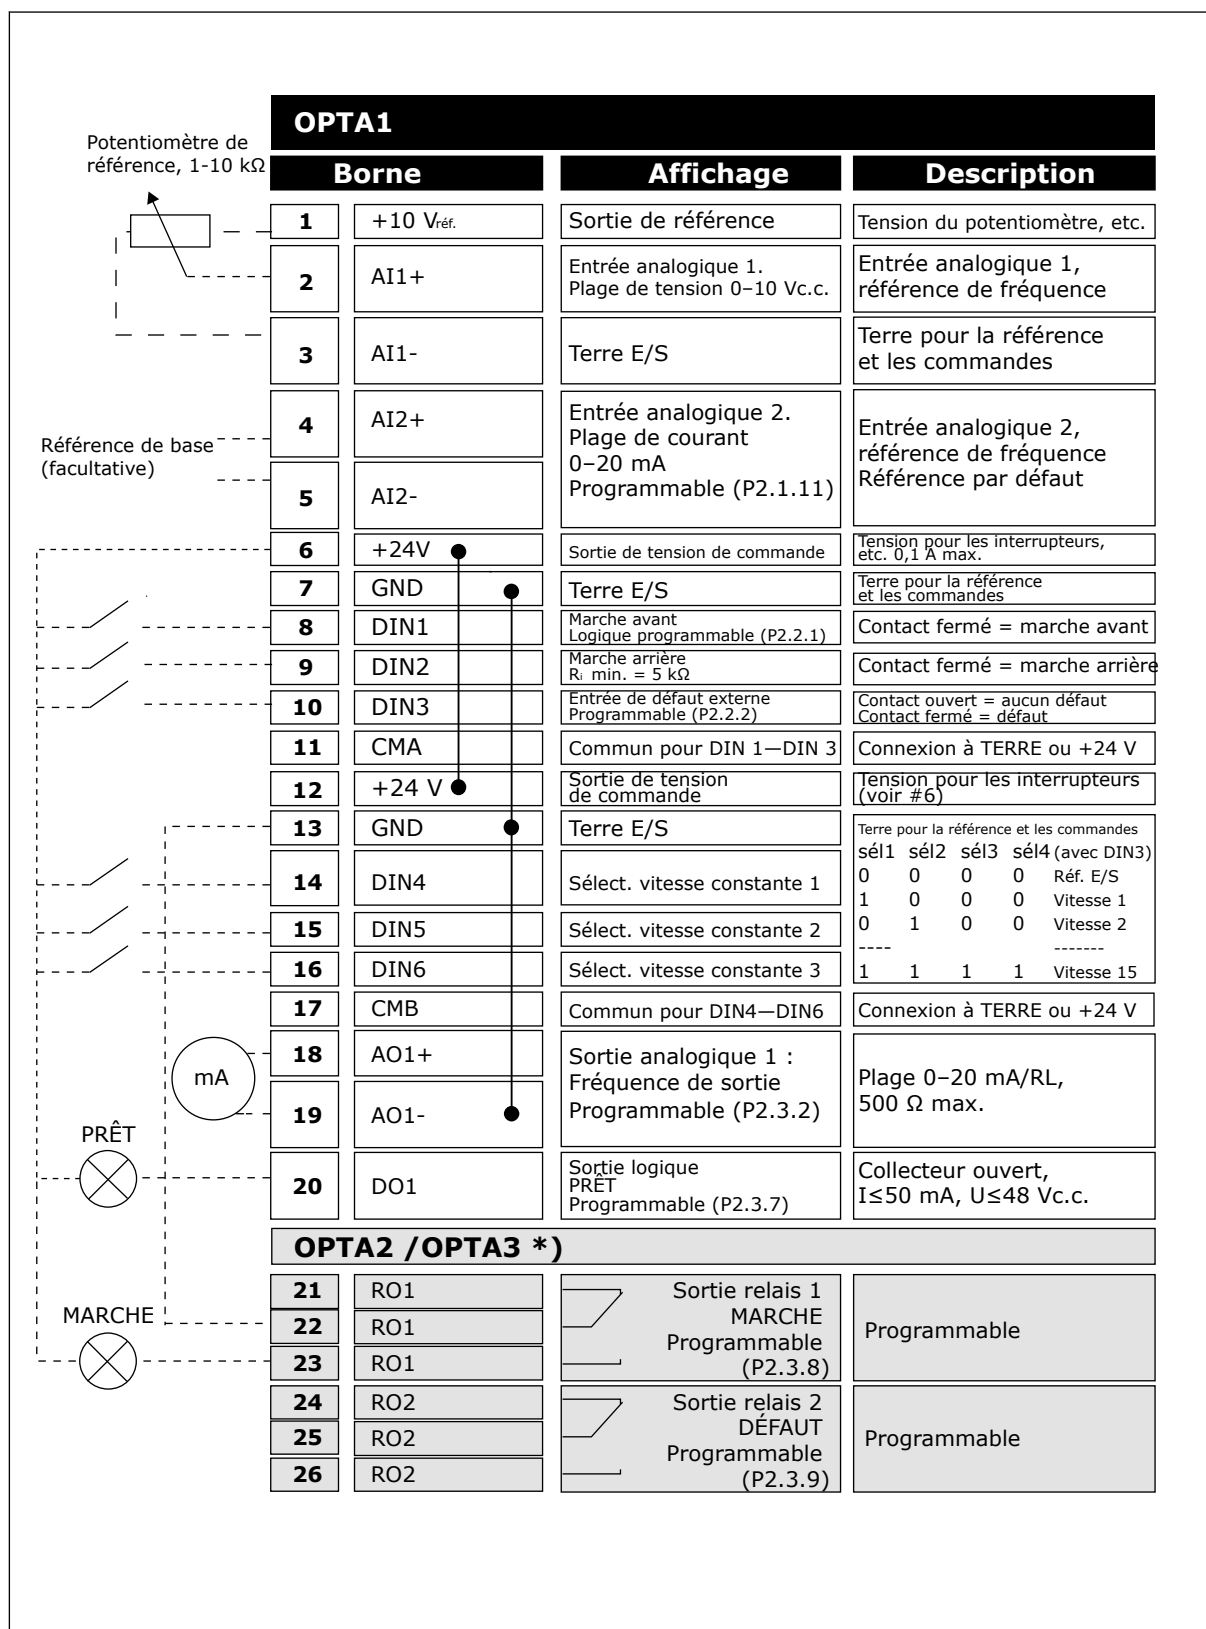 OPTA1
Potentiomètre de
référence, 1-10 kΩ
Borne Affichage Description
1 +10 Vréf. Sortie de référence Tension du potentiomètre, etc.
2 AI1+ Entrée analogique 1.
Plage de tension 0–10 Vc.c.
Entrée analogique 1,
référence de fréquence
3 AI1- Terre E/S
Terre pour la référence
et les commandes
Référence de base
(facultative)
4 AI2+
5 AI2-
Entrée analogique 2.
Plage de courant
0–20 mA
Programmable (P2.1.11)
Entrée analogique 2,
référence de fréquence
Référence par défaut
6 +24V Sortie de tension de commande
Tension pour les interrupteurs,
etc. 0,1 A max.
7 GND Terre E/S
Terre pour la référence
et les commandes
8 DIN1
Marche avant
Logique programmable (P2.2.1)
Contact fermé = marche avant
9 DIN2
Marche arrière
Ri min. = 5 kΩ
Contact fermé = marche arrière
10 DIN3
Entrée de défaut externe
Programmable (P2.2.2)
Contact ouvert = aucun défaut
Contact fermé = défaut
11 CMA Commun pour DIN 1—DIN 3 Connexion à TERRE ou +24 V
12 +24 V
Sortie de tension
de commande
Tension pour les interrupteurs
(voir #6)
13 GND Terre E/S
14 DIN4 Sélect. vitesse constante 1
15 DIN5 Sélect. vitesse constante 2
16 DIN6 Sélect. vitesse constante 3
Terre pour la référence et les commandes
sél1 sél2 sél3 sél4 (avec DIN3)
0 0 0 0 Réf. E/S
1 0 0 0 Vitesse 1
0 1 0 0 Vitesse 2
---- -------
1 1 1 1 Vitesse 15
17 CMB Commun pour DIN4—DIN6 Connexion à TERRE ou +24 V
mA
18 AO1+
19 AO1-
Sortie analogique 1 :
Fréquence de sortie
Programmable (P2.3.2)
Plage 0–20 mA/RL,
500 Ω max.
PRÊT
20 DO1
Sortie logique
PRÊT
Programmable (P2.3.7)
Collecteur ouvert,
I≤50 mA, U≤48 Vc.c.
OPTA2 /OPTA3 *)
MARCHE
21 RO1
22 RO1
23 RO1
Sortie relais 1
MARCHE
Programmable
(P2.3.8)
Programmable
24 RO2
25 RO2
26 RO2
Sortie relais 2
DÉFAUT
Programmable
(P2.3.9)
Programmable